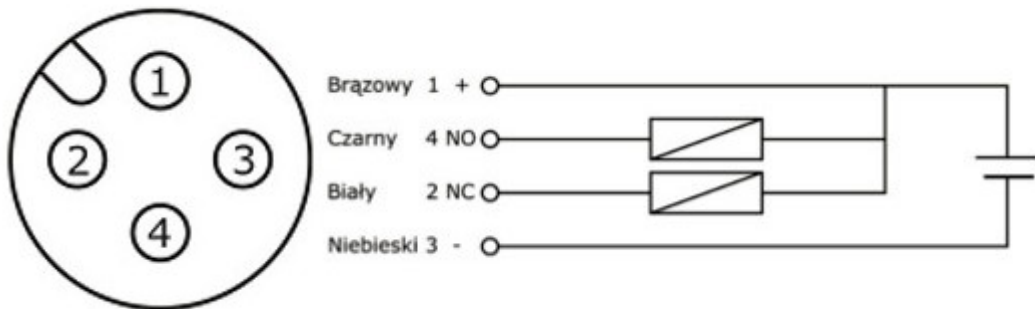 1
2
3
4
Brązowy 1 +
Czarny 4 NO
Biały 2 NC
Niebieski 3 -